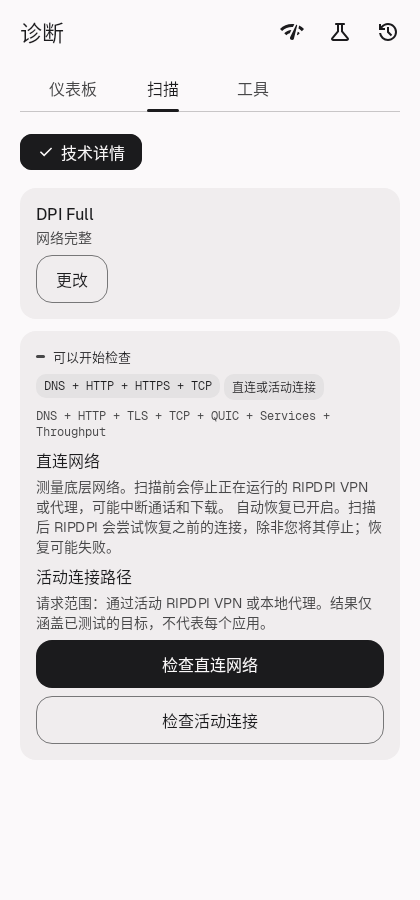 诊断
仪表板
扫描
工具
技术详情
DPI Full
网络完整
更改
可以开始检查
DNS + HTTP + HTTPS + TCP
直连或活动连接
DNS + HTTP + TLS + TCP + QUIC + Services +
Throughput
直连网络
测量底层网络。扫描前会停止正在运行的 RIPDPI VPN
或代理，可能中断通话和下载。 自动恢复已开启。扫描
后 RIPDPI 会尝试恢复之前的连接，除非您将其停止；恢
复可能失败。
活动连接路径
请求范围：通过活动 RIPDPI VPN 或本地代理。结果仅
涵盖已测试的目标，不代表每个应用。
检查直连网络
检查活动连接